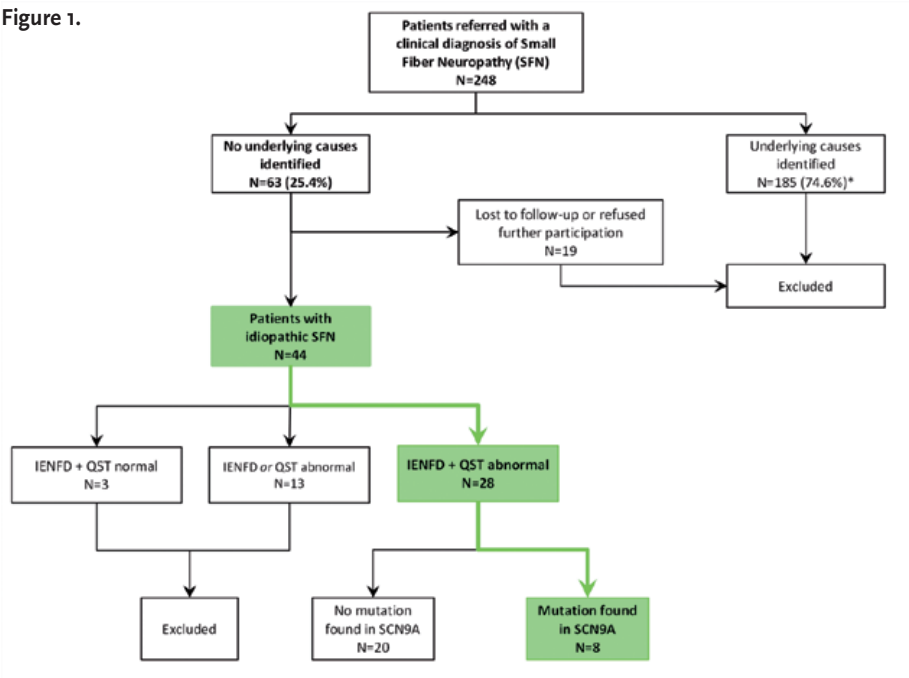 Figure 1.
Patients referred with a
clinical diagnosis of Small
Fiber Neuropathy (SFN)
N=248
No underlying causes
identified
N=63 (25.4%)
Underlying causes
identified
N=185 (74.6%)*
Lost to follow-up or refused
further participation
N=19
Excluded
Patients with
idiopathic SFN
N=44
IENFD + QST normal
N=3
IENFD or QST abnormal
N=13
IENFD + QST abnormal
N=28
Excluded
No mutation
found in SCN9A
N=20
Mutation found
in SCN9A
N=8